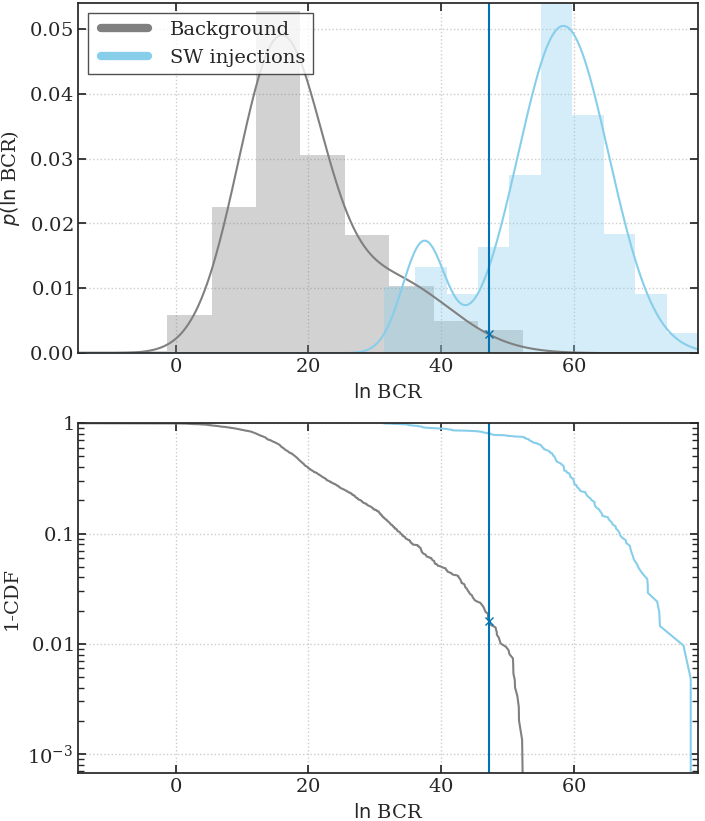 Background
SW injections
0.05
0.04
0.03
0.02
0.01
0.00
p(ln BCR)
0 20 40 60
ln BCR
1
0.1
0.01
10⁻³
1-CDF
0 20 40 60
ln BCR